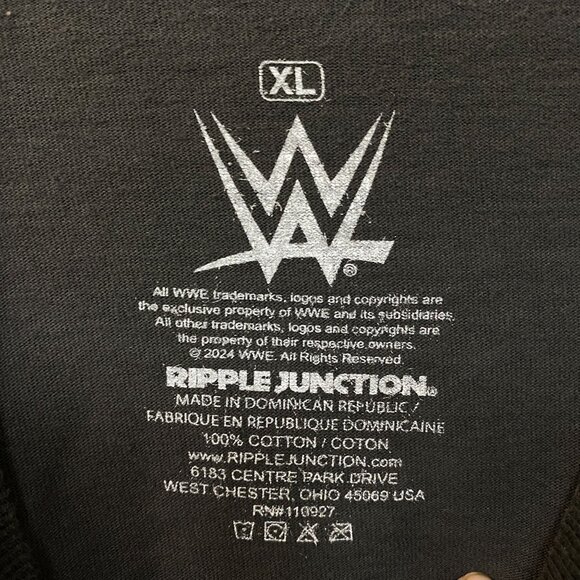 XL
All WWE trademarks, logos and copyrights are
the exclusive property of WWE and its subsidiaries.
All other trademarks, logos and copyrights are
the property of their respective owners.
© 2024 WWE. All Rights Reserved.
RIPPLE JUNCTION®
MADE IN DOMINICAN REPUBLIC /
FABRIQUE EN REPUBLIQUE DOMINICAINE
100% COTTON / COTON
www.RIPPLEJUNCTION.com
6183 CENTRE PARK DRIVE
WEST CHESTER, OHIO 45069 USA
RN#110927